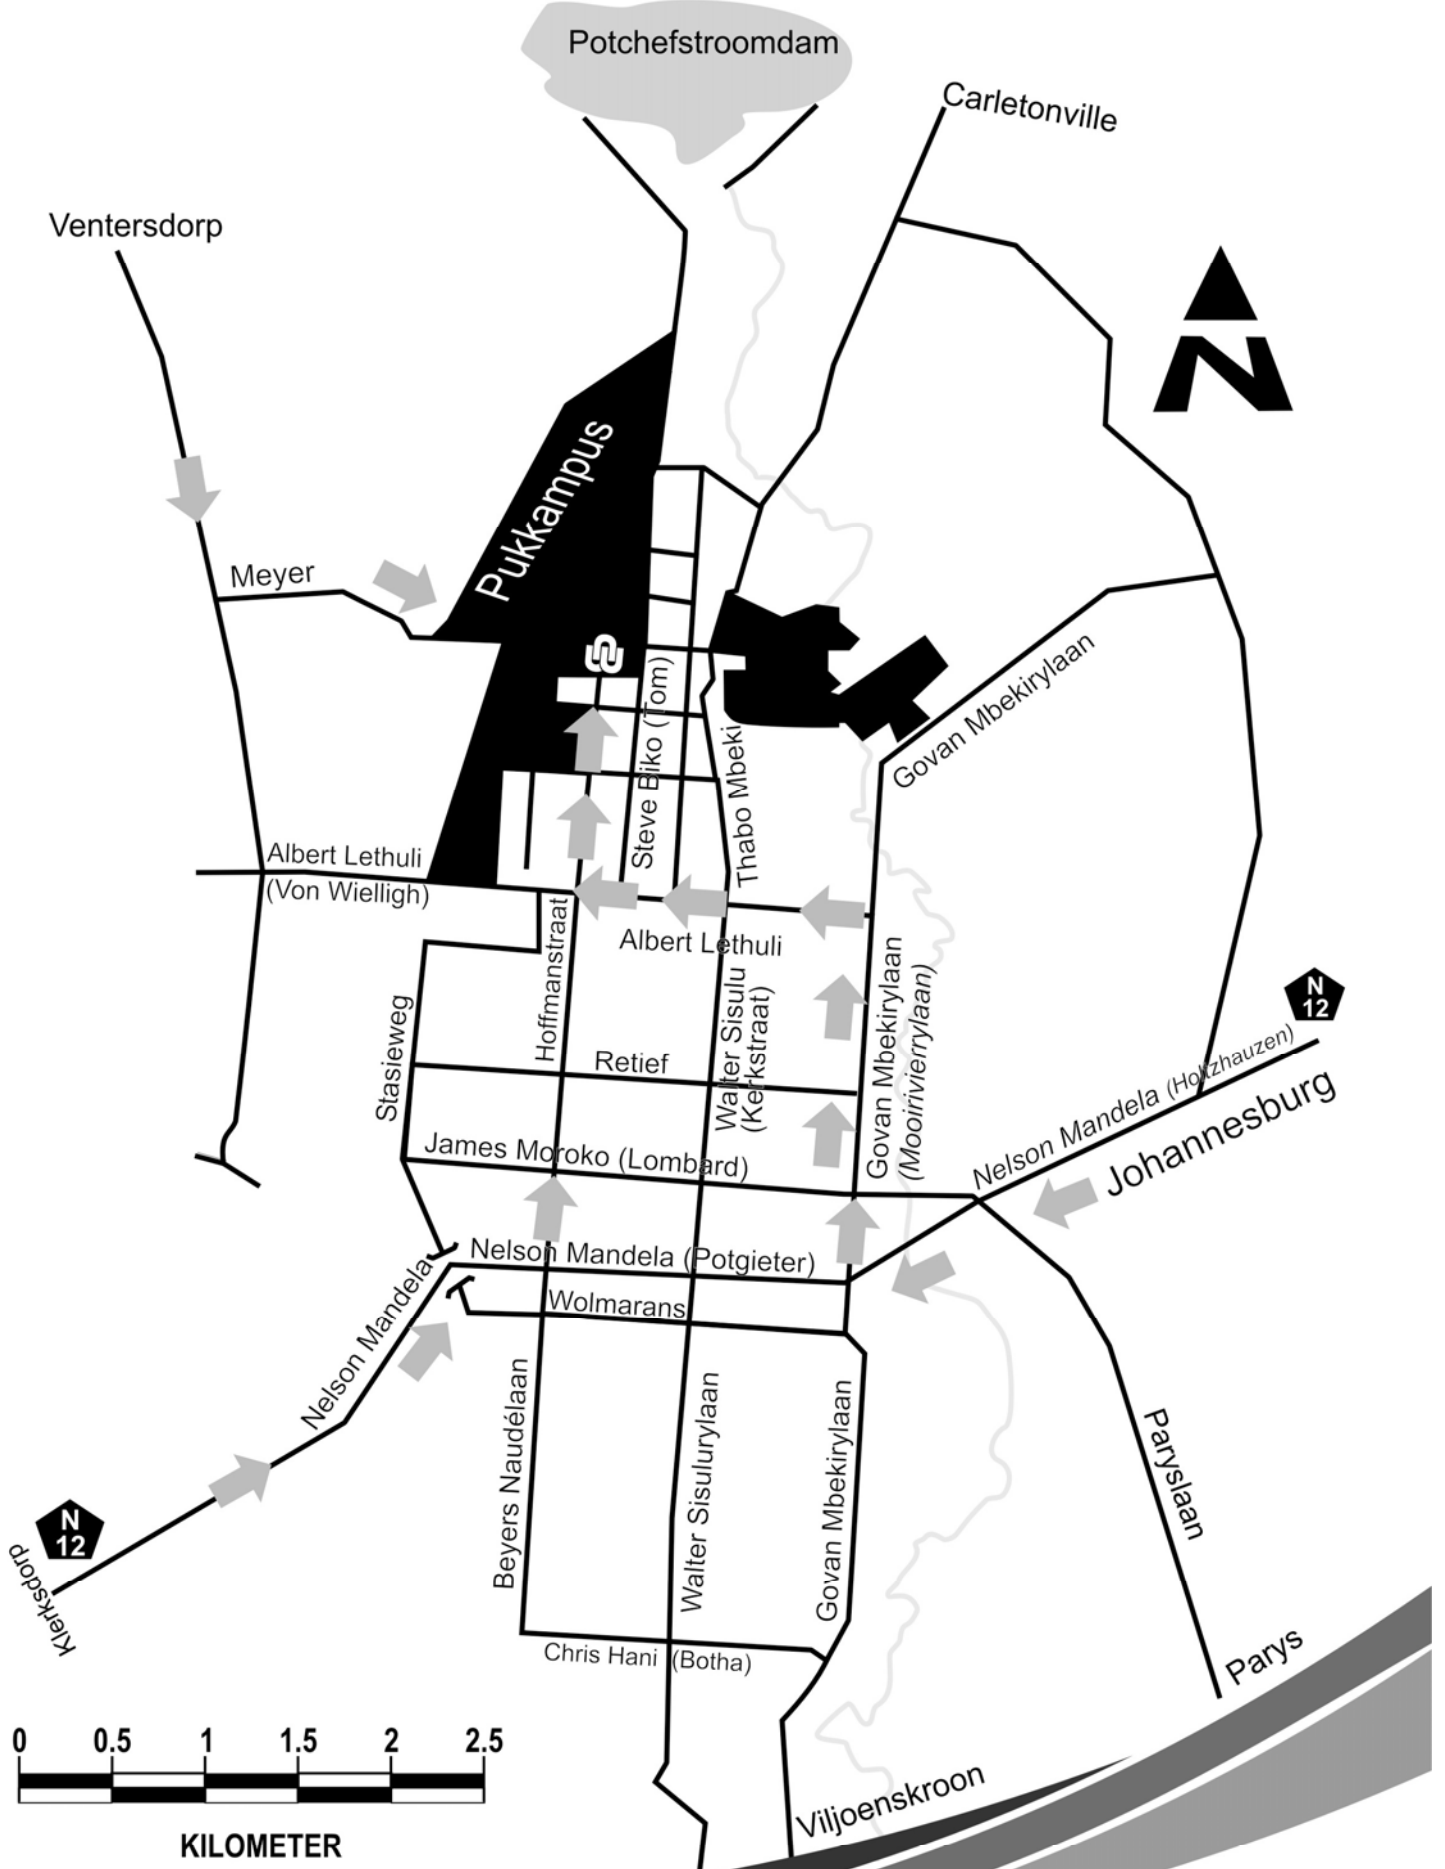 Potchefstroomdam
Carletonville
Ventersdorp
N
Pukkampus
Meyer
Govan Mbekirylaan
Steve Biko (Tom)
Thabo Mbeki
Albert Lethuli
(Von Wielligh)
Albert Lethuli
Hoffmanstraat
Walter Sisulu
(Kerkstraat)
Govan Mbekirylaan
(Mooirivierrylaan)
N
12
Stasieweg
Retief
Nelson Mandela (Holtzhauzen)
Johannesburg
James Moroko (Lombard)
Nelson Mandela (Potgieter)
Nelson Mandela
Wolmarans
Beyers Naudélaan
Walter Sisulurylaan
Govan Mbekirylaan
Paryslaan
N
12
Klerksdorp
Chris Hani (Botha)
Parys
0 0.5 1 1.5 2 2.5
KILOMETER
Viljoenskroon